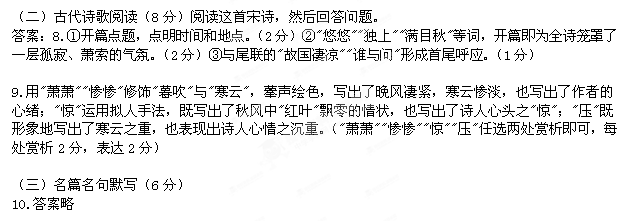 （二）古代诗歌阅读（8分）阅读这首宋诗，然后回答问题。
答案：8.①开篇点题，点明时间和地点。（2分）②"悠悠""独上""满目秋"等词，开篇即为全诗笼罩了
一层孤寂、萧索的气氛。（2分）③与尾联的"故国凄凉""谁与问"形成首尾呼应。（1分）
9.用"萧萧""惨惨"修饰"暮吹"与"寒云"，摹声绘色，写出了晚风凄紧，寒云惨淡，也写出了作者的
心绪；"惊"运用拟人手法，既写出了秋风中"红叶"飘零的情状，也写出了诗人心头之"惊"；"压"既
形象地写出了寒云之重，也表现出诗人心情之沉重。（"萧萧""惨惨""惊""压"任选两处赏析即可，每
处赏析2分，表达2分）
（三）名篇名句默写（6分）
10.答案略